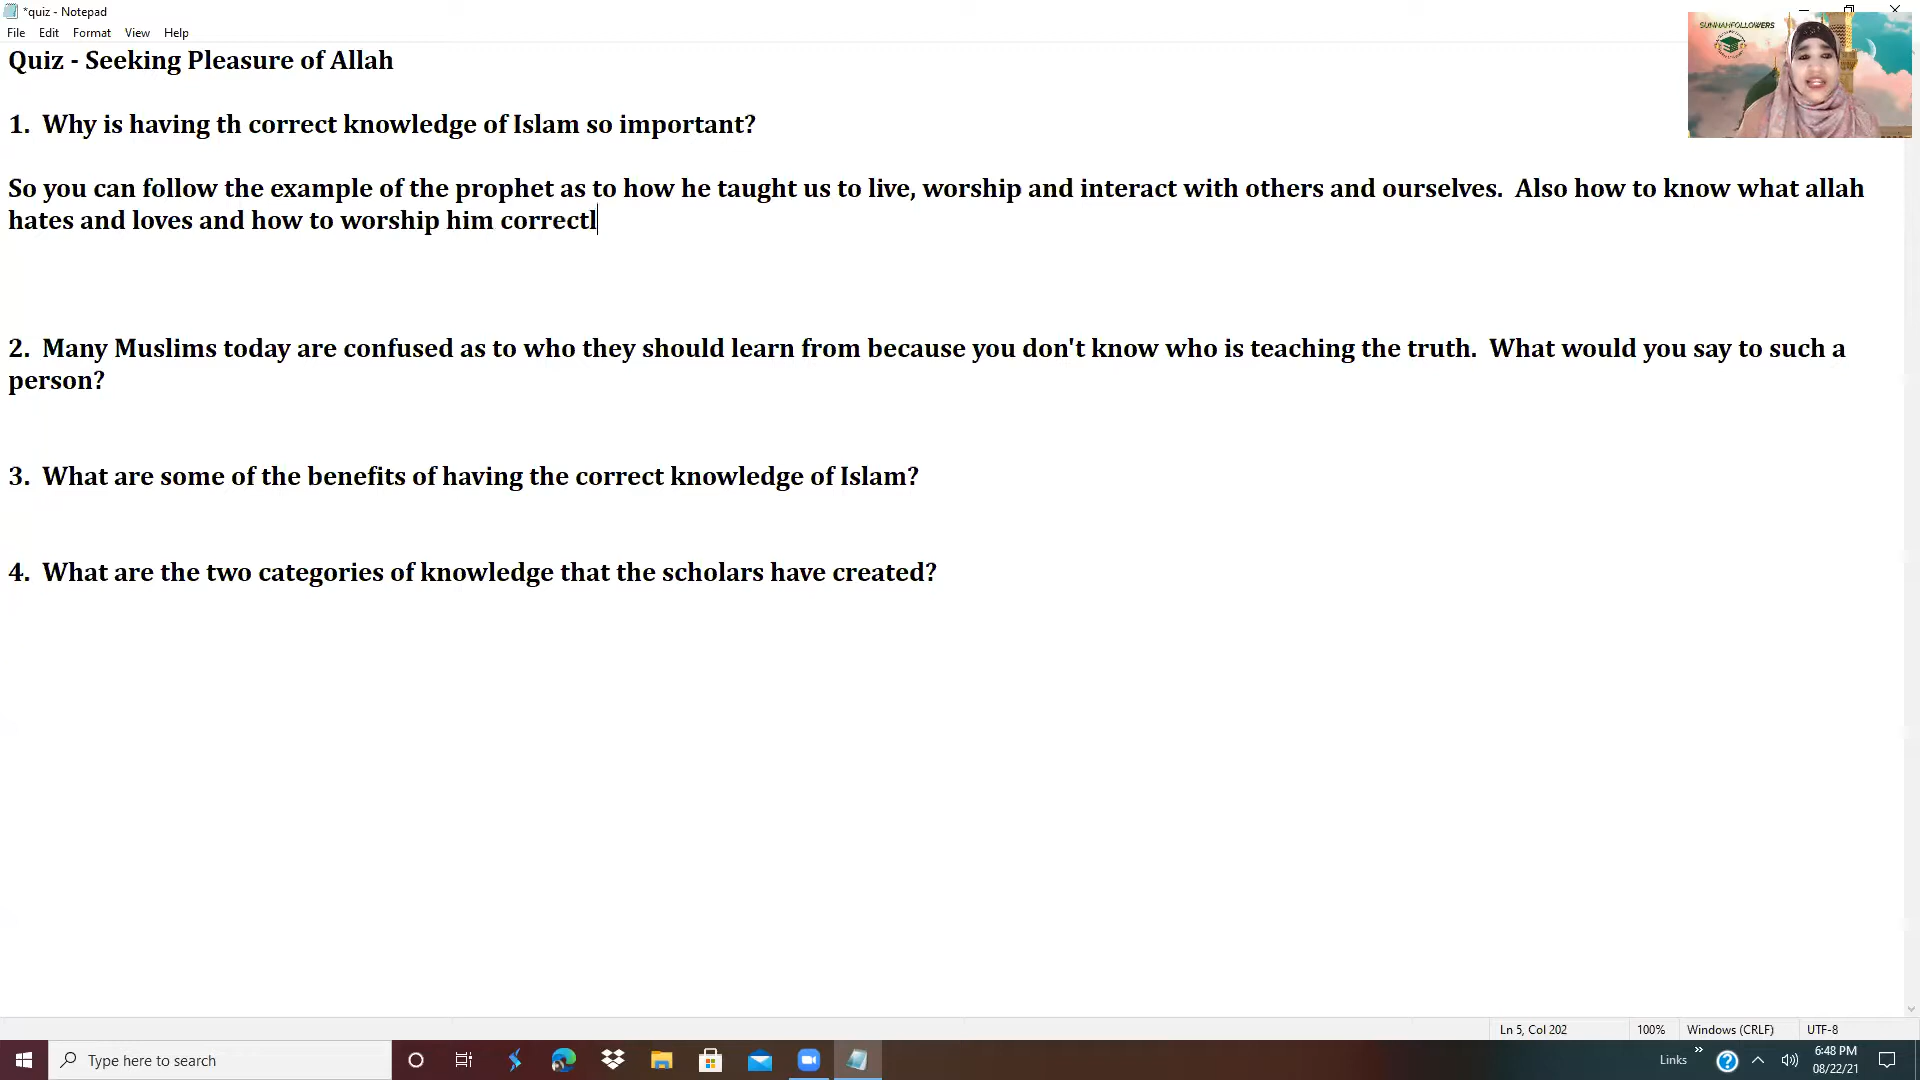 *quiz - Notepad
File Edit Format View Help
SUNNAHFOLLOWERS
Quiz - Seeking Pleasure of Allah
1.  Why is having th correct knowledge of Islam so important?
So you can follow the example of the prophet as to how he taught us to live, worship and interact with others and ourselves.  Also how to know what allah
hates and loves and how to worship him correctl
2.  Many Muslims today are confused as to who they should learn from because you don't know who is teaching the truth.  What would you say to such a
person?
3.  What are some of the benefits of having the correct knowledge of Islam?
4.  What are the two categories of knowledge that the scholars have created?
Ln 5, Col 202 100% Windows (CRLF) UTF-8
Type here to search
Links
6:48 PM
08/22/21